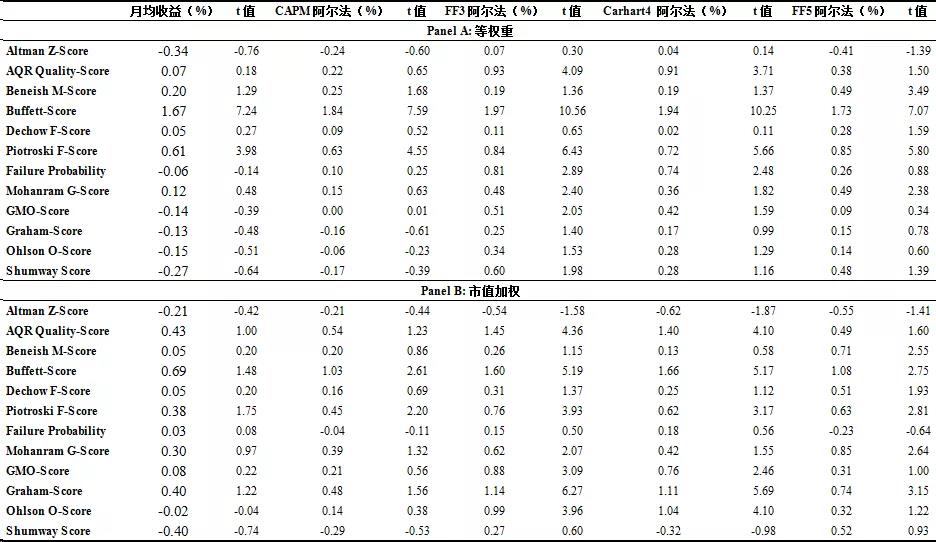 月均收益（%） t 值 CAPM 阿尔法（%） t 值 FF3 阿尔法（%） t 值 Carhart4 阿尔法（%） t 值 FF5 阿尔法（%） t 值
Panel A: 等权重
Altman Z-Score -0.34 -0.76 -0.24 -0.60 0.07 0.30 0.04 0.14 -0.41 -1.39
AQR Quality-Score 0.07 0.18 0.22 0.65 0.93 4.09 0.91 3.71 0.38 1.50
Beneish M-Score 0.20 1.29 0.25 1.68 0.19 1.36 0.19 1.37 0.49 3.49
Buffett-Score 1.67 7.24 1.84 7.59 1.97 10.56 1.94 10.25 1.73 7.07
Dechow F-Score 0.05 0.27 0.09 0.52 0.11 0.65 0.02 0.11 0.28 1.59
Piotroski F-Score 0.61 3.98 0.63 4.55 0.84 6.43 0.72 5.66 0.85 5.80
Failure Probability -0.06 -0.14 0.10 0.25 0.81 2.89 0.74 2.48 0.26 0.88
Mohanram G-Score 0.12 0.48 0.15 0.63 0.48 2.40 0.36 1.82 0.49 2.38
GMO-Score -0.14 -0.39 0.00 0.01 0.51 2.05 0.42 1.59 0.09 0.34
Graham-Score -0.13 -0.48 -0.16 -0.61 0.25 1.40 0.17 0.99 0.15 0.78
Ohlson O-Score -0.15 -0.51 -0.06 -0.23 0.34 1.53 0.28 1.29 0.14 0.60
Shumway Score -0.27 -0.64 -0.17 -0.39 0.60 1.98 0.28 1.16 0.48 1.39
Panel B: 市值加权
Altman Z-Score -0.21 -0.42 -0.21 -0.44 -0.54 -1.58 -0.62 -1.87 -0.55 -1.41
AQR Quality-Score 0.43 1.00 0.54 1.23 1.45 4.36 1.40 4.10 0.49 1.60
Beneish M-Score 0.05 0.20 0.20 0.86 0.26 1.15 0.13 0.58 0.71 2.55
Buffett-Score 0.69 1.48 1.03 2.61 1.60 5.19 1.66 5.17 1.08 2.75
Dechow F-Score 0.05 0.20 0.16 0.69 0.31 1.37 0.25 1.12 0.51 1.93
Piotroski F-Score 0.38 1.75 0.45 2.20 0.76 3.93 0.62 3.17 0.63 2.81
Failure Probability 0.03 0.08 -0.04 -0.11 0.15 0.50 0.18 0.56 -0.23 -0.64
Mohanram G-Score 0.30 0.97 0.39 1.32 0.62 2.07 0.42 1.55 0.85 2.64
GMO-Score 0.08 0.22 0.21 0.56 0.88 3.09 0.76 2.46 0.31 1.00
Graham-Score 0.40 1.22 0.48 1.56 1.14 6.27 1.11 5.69 0.74 3.15
Ohlson O-Score -0.02 -0.04 0.14 0.38 0.99 3.96 1.04 4.10 0.32 1.22
Shumway Score -0.40 -0.74 -0.29 -0.53 0.27 0.60 -0.32 -0.98 0.52 0.93